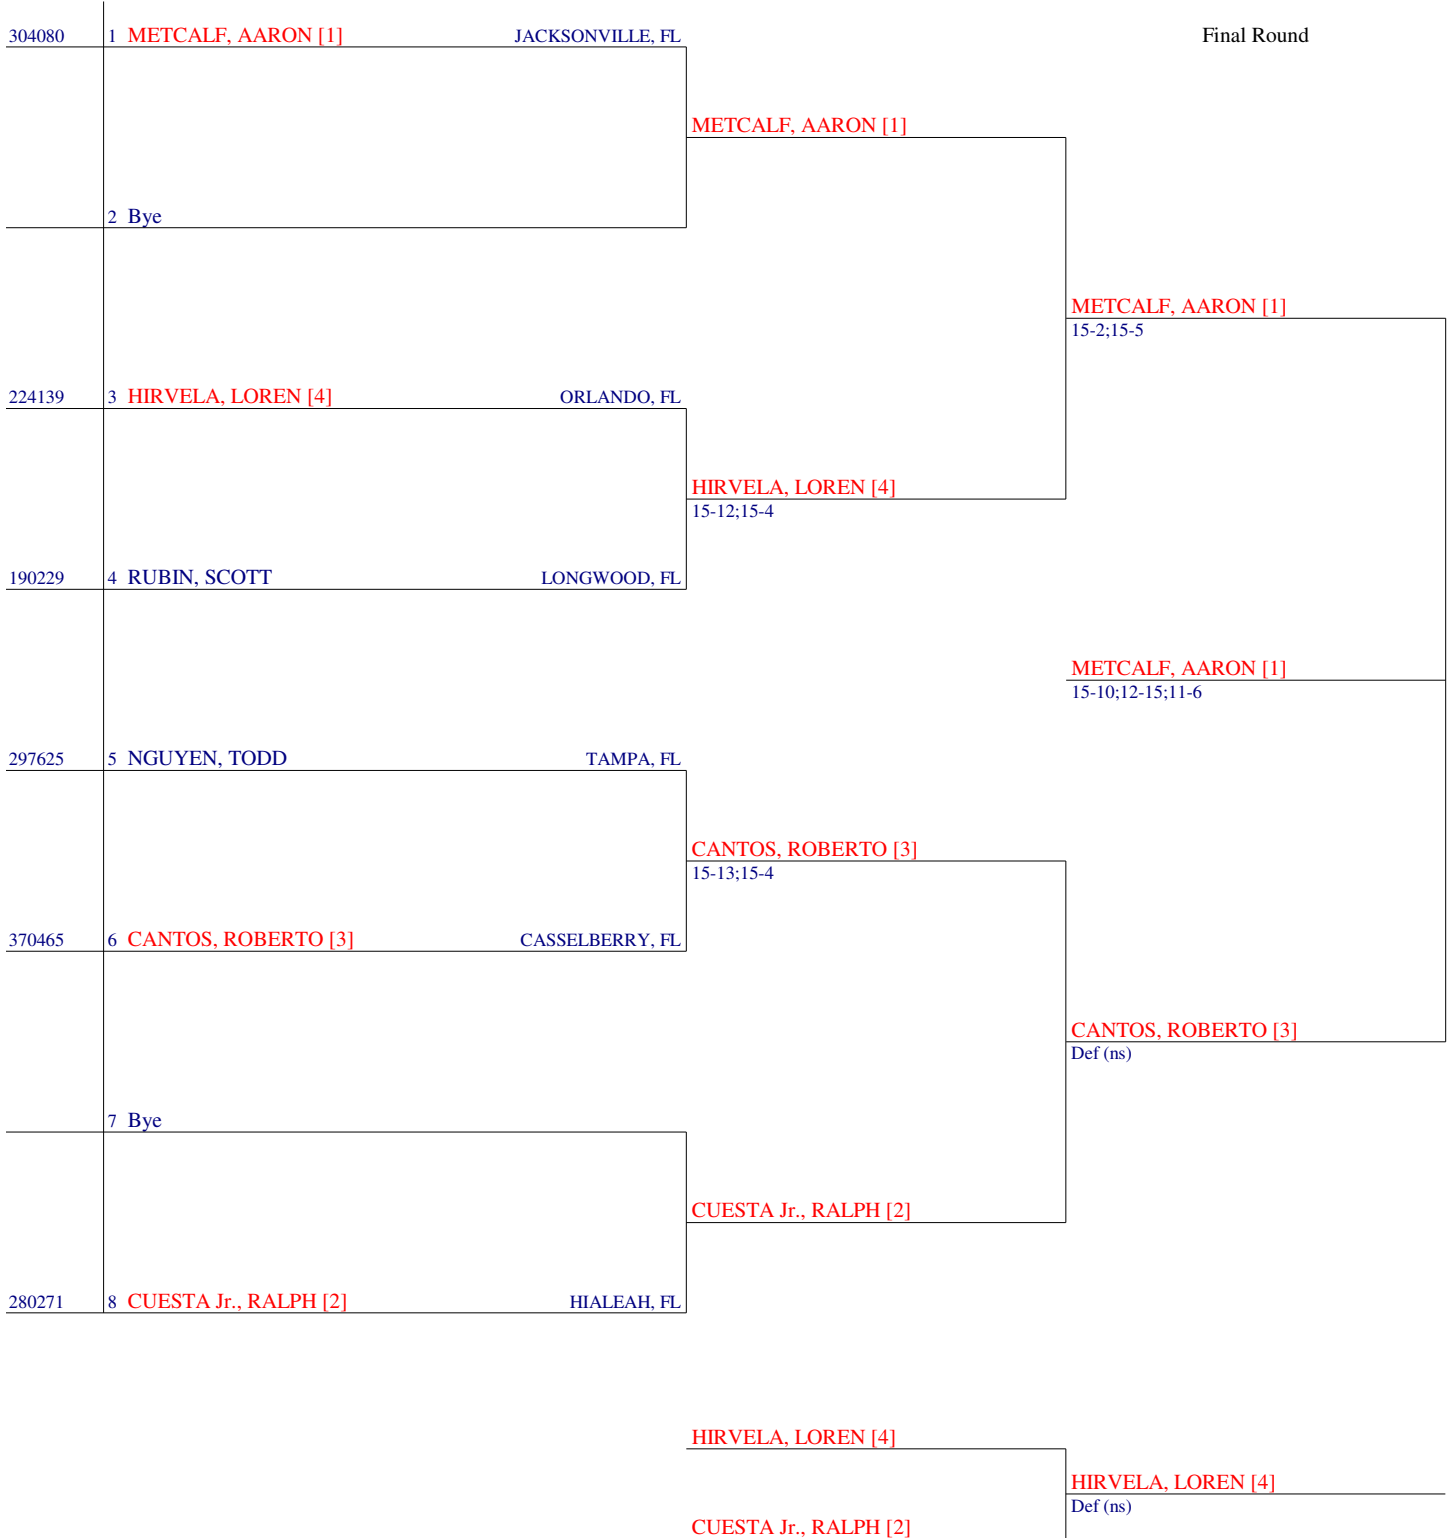 304080 1 METCALF, AARON [1] JACKSONVILLE, FL Final Round
METCALF, AARON [1]
2 Bye
METCALF, AARON [1]
15-2;15-5
224139 3 HIRVELA, LOREN [4] ORLANDO, FL
HIRVELA, LOREN [4]
15-12;15-4
190229 4 RUBIN, SCOTT LONGWOOD, FL
METCALF, AARON [1]
15-10;12-15;11-6
297625 5 NGUYEN, TODD TAMPA, FL
CANTOS, ROBERTO [3]
15-13;15-4
370465 6 CANTOS, ROBERTO [3] CASSELBERRY, FL
CANTOS, ROBERTO [3]
Def (ns)
7 Bye
CUESTA Jr., RALPH [2]
280271 8 CUESTA Jr., RALPH [2] HIALEAH, FL
HIRVELA, LOREN [4]
HIRVELA, LOREN [4]
Def (ns)
CUESTA Jr., RALPH [2]